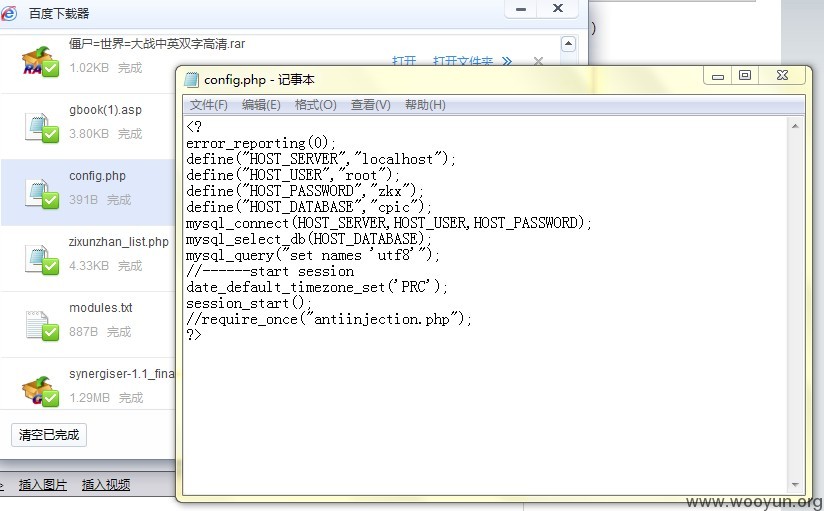 百度下载器
僵尸=世界=大战中英双字高清.rar
1.02KB 完成
打开 打开文件夹
gbook(1).asp
3.80KB 完成
config.php
391B 完成
zixunzhan_list.php
4.33KB 完成
modules.txt
887B 完成
synergiser-1.1_fina
1.29MB 完成
清空已完成
插入图片 插入视频
)
config.php - 记事本
文件(F) 编辑(E) 格式(O) 查看(V) 帮助(H)
<?
error_reporting(0);
define("HOST_SERVER","localhost");
define("HOST_USER","root");
define("HOST_PASSWORD","zkx");
define("HOST_DATABASE","cpic");
mysql_connect(HOST_SERVER,HOST_USER,HOST_PASSWORD);
mysql_select_db(HOST_DATABASE);
mysql_query("set names 'utf8'");
//------start session
date_default_timezone_set('PRC');
session_start();
//require_once("antiinjection.php");
?>
www.wooyun.org